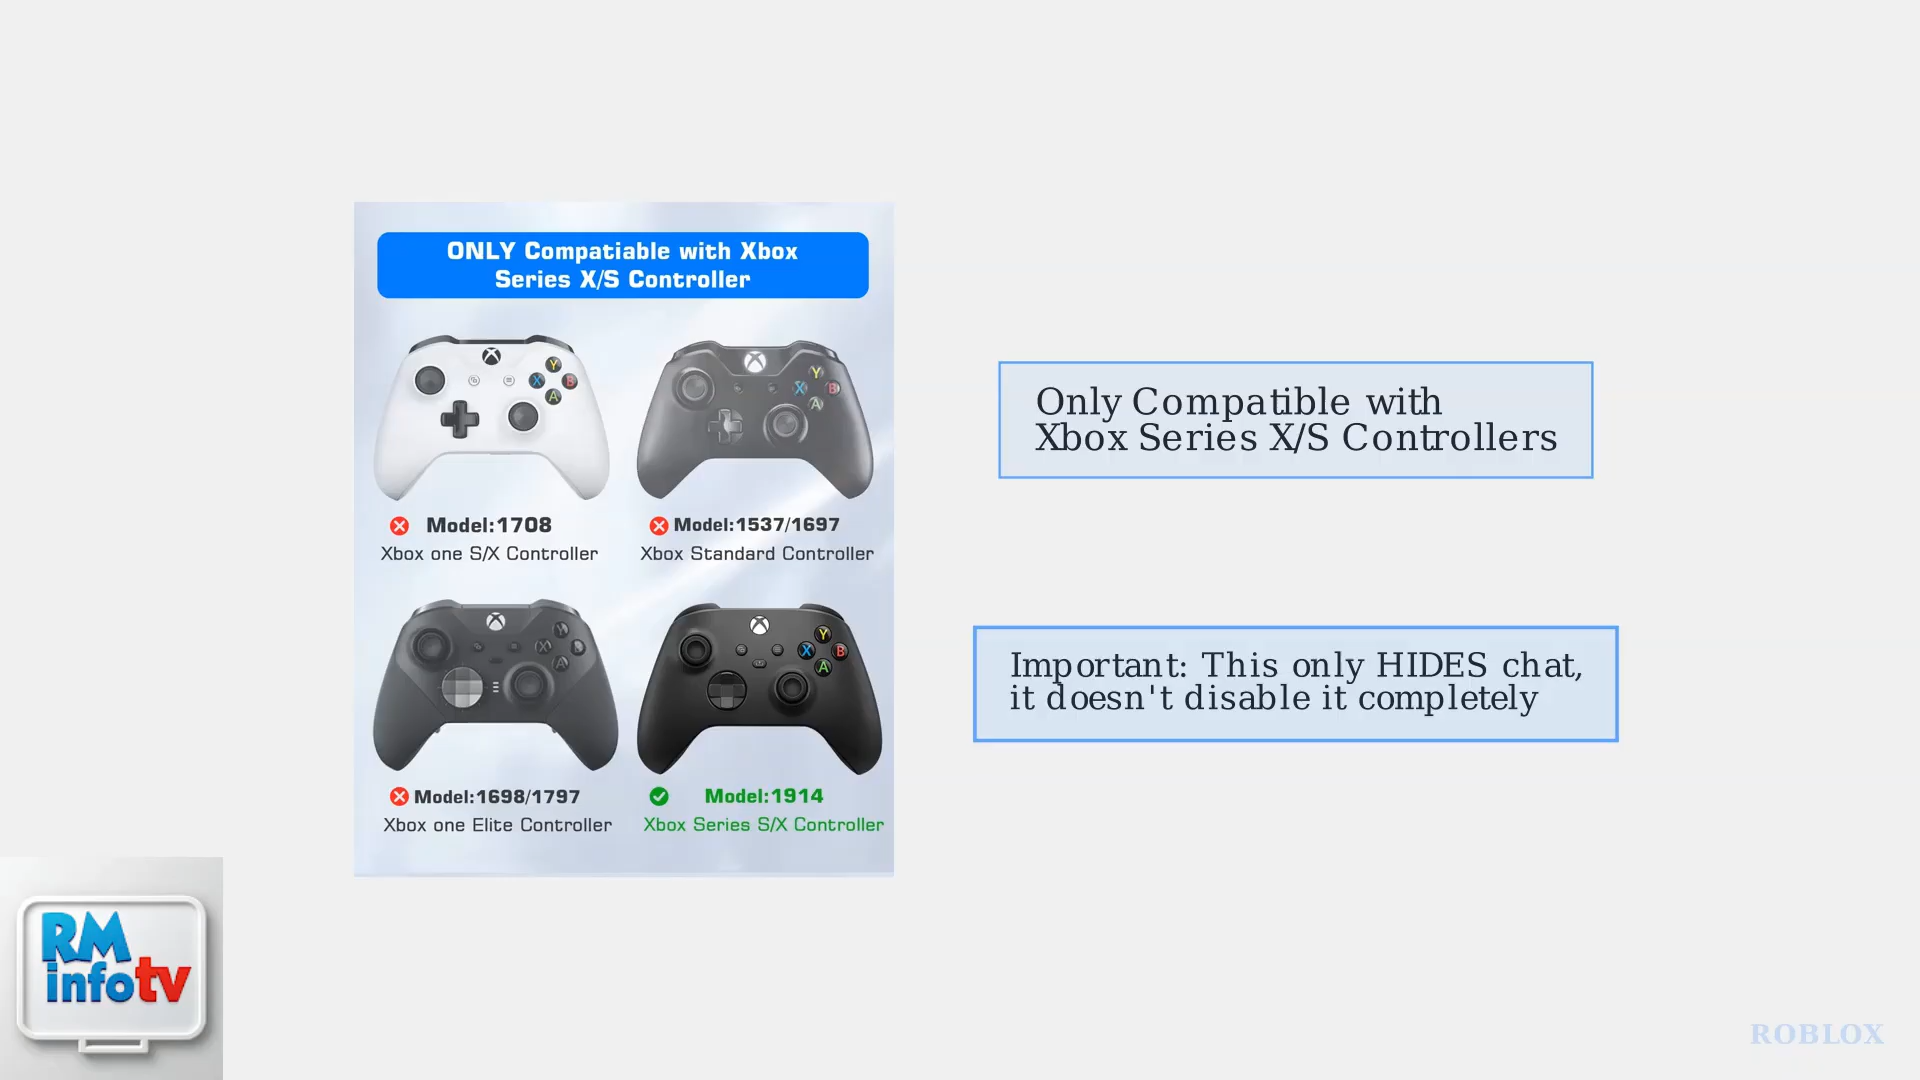 ONLY Compatiable with Xbox
Series X/S Controller
Model:1708
Xbox one S/X Controller
Model:1537/1697
Xbox Standard Controller
Model:1698/1797
Xbox one Elite Controller
Model:1914
Xbox Series S/X Controller
Only Compatible with
Xbox Series X/S Controllers
Important: This only HIDES chat,
it doesn't disable it completely
RM
infotv
ROBLOX